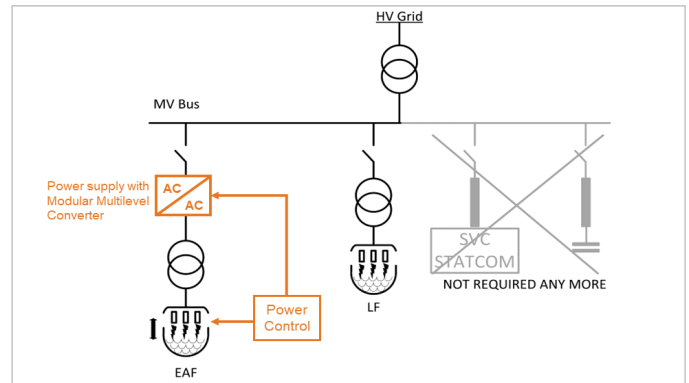 HV Grid
MV Bus
Power supply with
Modular Multilevel
Converter
AC
AC
SVC
STATCOM
NOT REQUIRED ANY MORE
LF
Power
Control
EAF